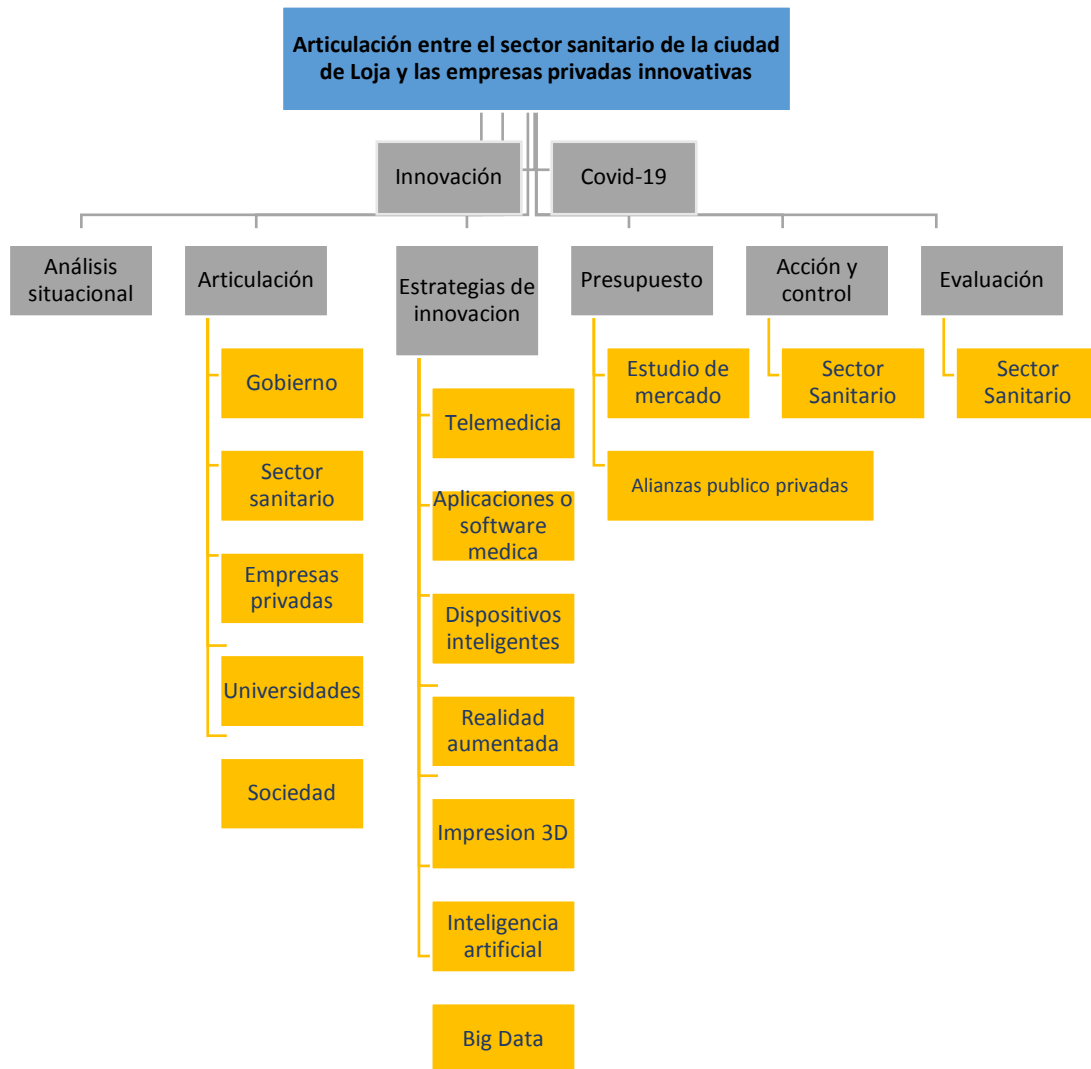 Articulación entre el sector sanitario de la ciudad
de Loja y las empresas privadas innovativas
Innovación
Covid-19
Análisis
situacional
Articulación
Gobierno
Sector
sanitario
Empresas
privadas
Universidades
Sociedad
Estrategias de
innovacion
Telemedicia
Aplicaciones o
software
medica
Dispositivos
inteligentes
Realidad
aumentada
Impresion 3D
Inteligencia
artificial
Big Data
Presupuesto
Estudio de
mercado
Alianzas publico privadas
Acción y
control
Sector
Sanitario
Evaluación
Sector
Sanitario